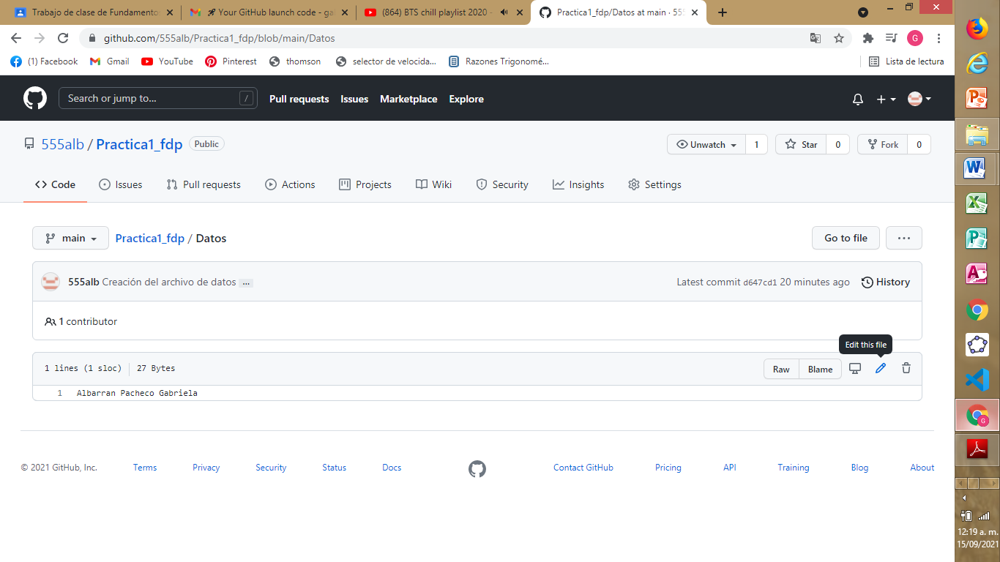 Trabajo de clase de Fundamento
Your GitHub launch code - ga
(864) BTS chill playlist 2020 -
Practica1_fdp/Datos at main · 555
github.com/555alb/Practica1_fdp/blob/main/Datos
G
(1) Facebook
Gmail
YouTube
Pinterest
thomson
selector de velocida...
Razones Trigonomé...
Lista de lectura
Search or jump to...
/
Pull requests
Issues
Marketplace
Explore
555alb / Practica1_fdp
Public
Unwatch
1
Star
0
Fork
0
Code
Issues
Pull requests
Actions
Projects
Wiki
Security
Insights
Settings
main
Practica1_fdp / Datos
Go to file
...
555alb Creación del archivo de datos ...
Latest commit d647cd1 20 minutes ago
History
1 contributor
Edit this file
1 lines (1 sloc)
27 Bytes
Raw
Blame
1 Albarran Pacheco Gabriela
© 2021 GitHub, Inc.
Terms
Privacy
Security
Status
Docs
Contact GitHub
Pricing
API
Training
Blog
About
12:19 a. m.
15/09/2021